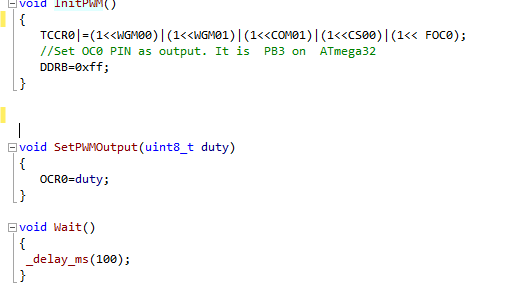 void InitPWM()
{
TCCR0|=(1<<WGM00)|(1<<WGM01)|(1<<COM01)|(1<<CS00)|(1<< FOC0);
//Set OC0 PIN as output. It is  PB3 on  ATmega32
DDRB=0xff;
}
void SetPWMOutput(uint8_t duty)
{
OCR0=duty;
}
void Wait()
{
_delay_ms(100);
}